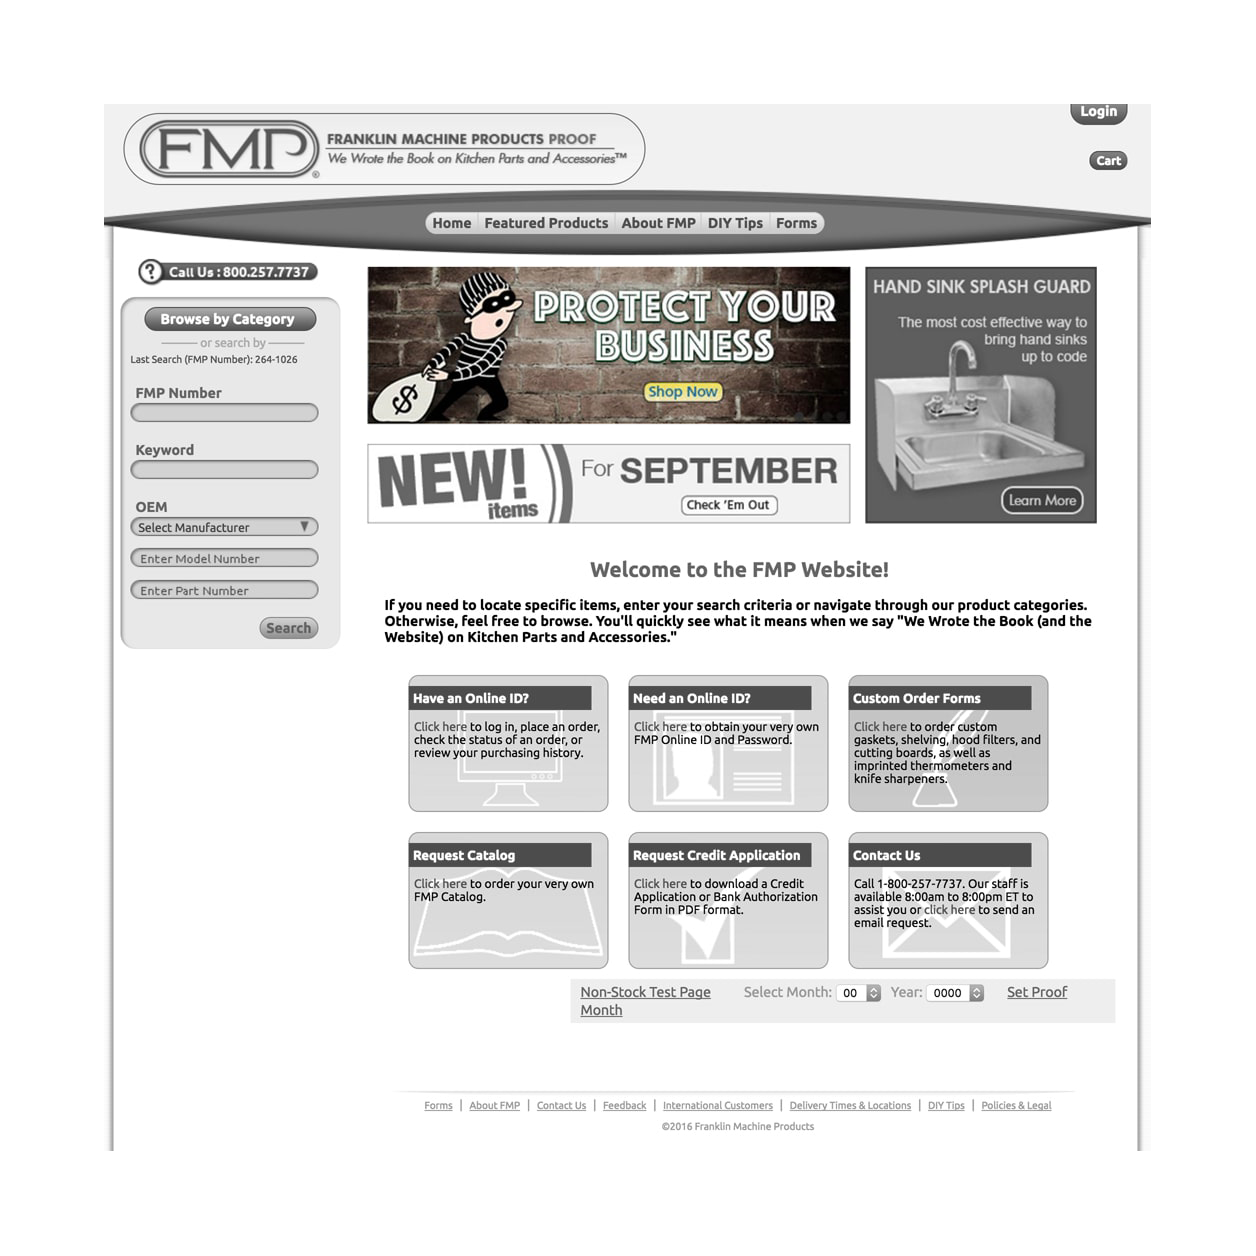 Login
FMP®
FRANKLIN MACHINE PRODUCTS PROOF
We Wrote the Book on Kitchen Parts and Accessories™
Cart
Home Featured Products About FMP DIY Tips Forms
? Call Us : 800.257.7737
Browse by Category
or search by
Last Search (FMP Number): 264-1026
FMP Number
Keyword
OEM
Select Manufacturer
Enter Model Number
Enter Part Number
Search
PROTECT YOUR
BUSINESS
$
Shop Now
NEW!
items
For SEPTEMBER
Check 'Em Out
HAND SINK SPLASH GUARD
The most cost effective way to
bring hand sinks
up to code
Learn More
Welcome to the FMP Website!
If you need to locate specific items, enter your search criteria or navigate through our product categories.
Otherwise, feel free to browse. You'll quickly see what it means when we say "We Wrote the Book (and the
Website) on Kitchen Parts and Accessories."
Have an Online ID?
Click here to log in, place an order,
check the status of an order, or
review your purchasing history.
Need an Online ID?
Click here to obtain your very own
FMP Online ID and Password.
Custom Order Forms
Click here to order custom
gaskets, shelving, hood filters, and
cutting boards, as well as
imprinted thermometers and
knife sharpeners.
Request Catalog
Click here to order your very own
FMP Catalog.
Request Credit Application
Click here to download a Credit
Application or Bank Authorization
Form in PDF format.
Contact Us
Call 1-800-257-7737. Our staff is
available 8:00am to 8:00pm ET to
assist you or click here to send an
email request.
Non-Stock Test Page
Month
Select Month: 00 Year: 0000 Set Proof
Forms | About FMP | Contact Us | Feedback | International Customers | Delivery Times & Locations | DIY Tips | Policies & Legal
©2016 Franklin Machine Products